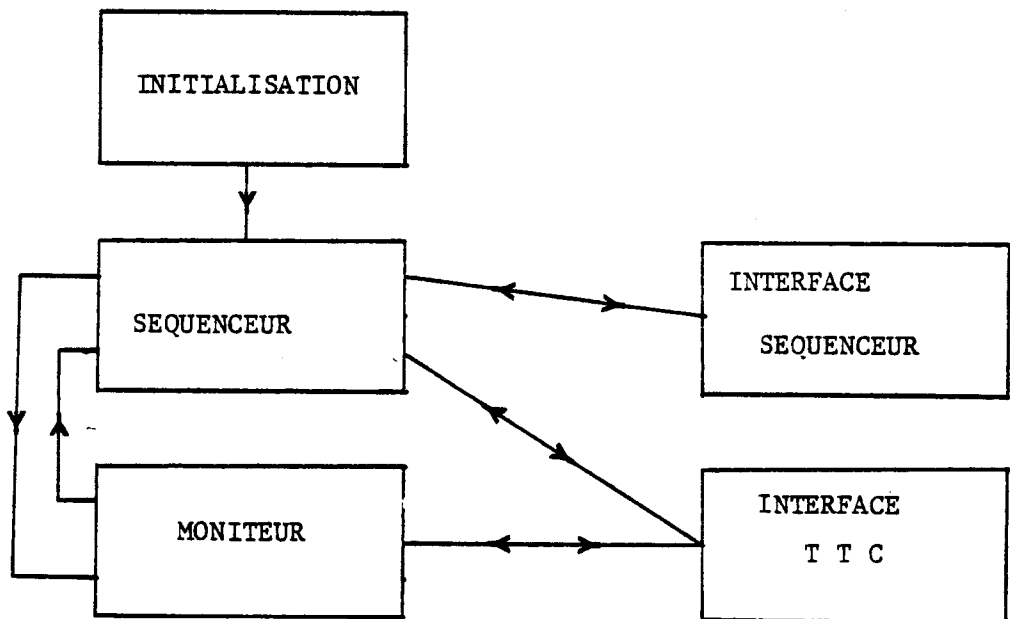 INITIALISATION
SEQUENCEUR
INTERFACE
SEQUENCEUR
MONITEUR
INTERFACE
T T C